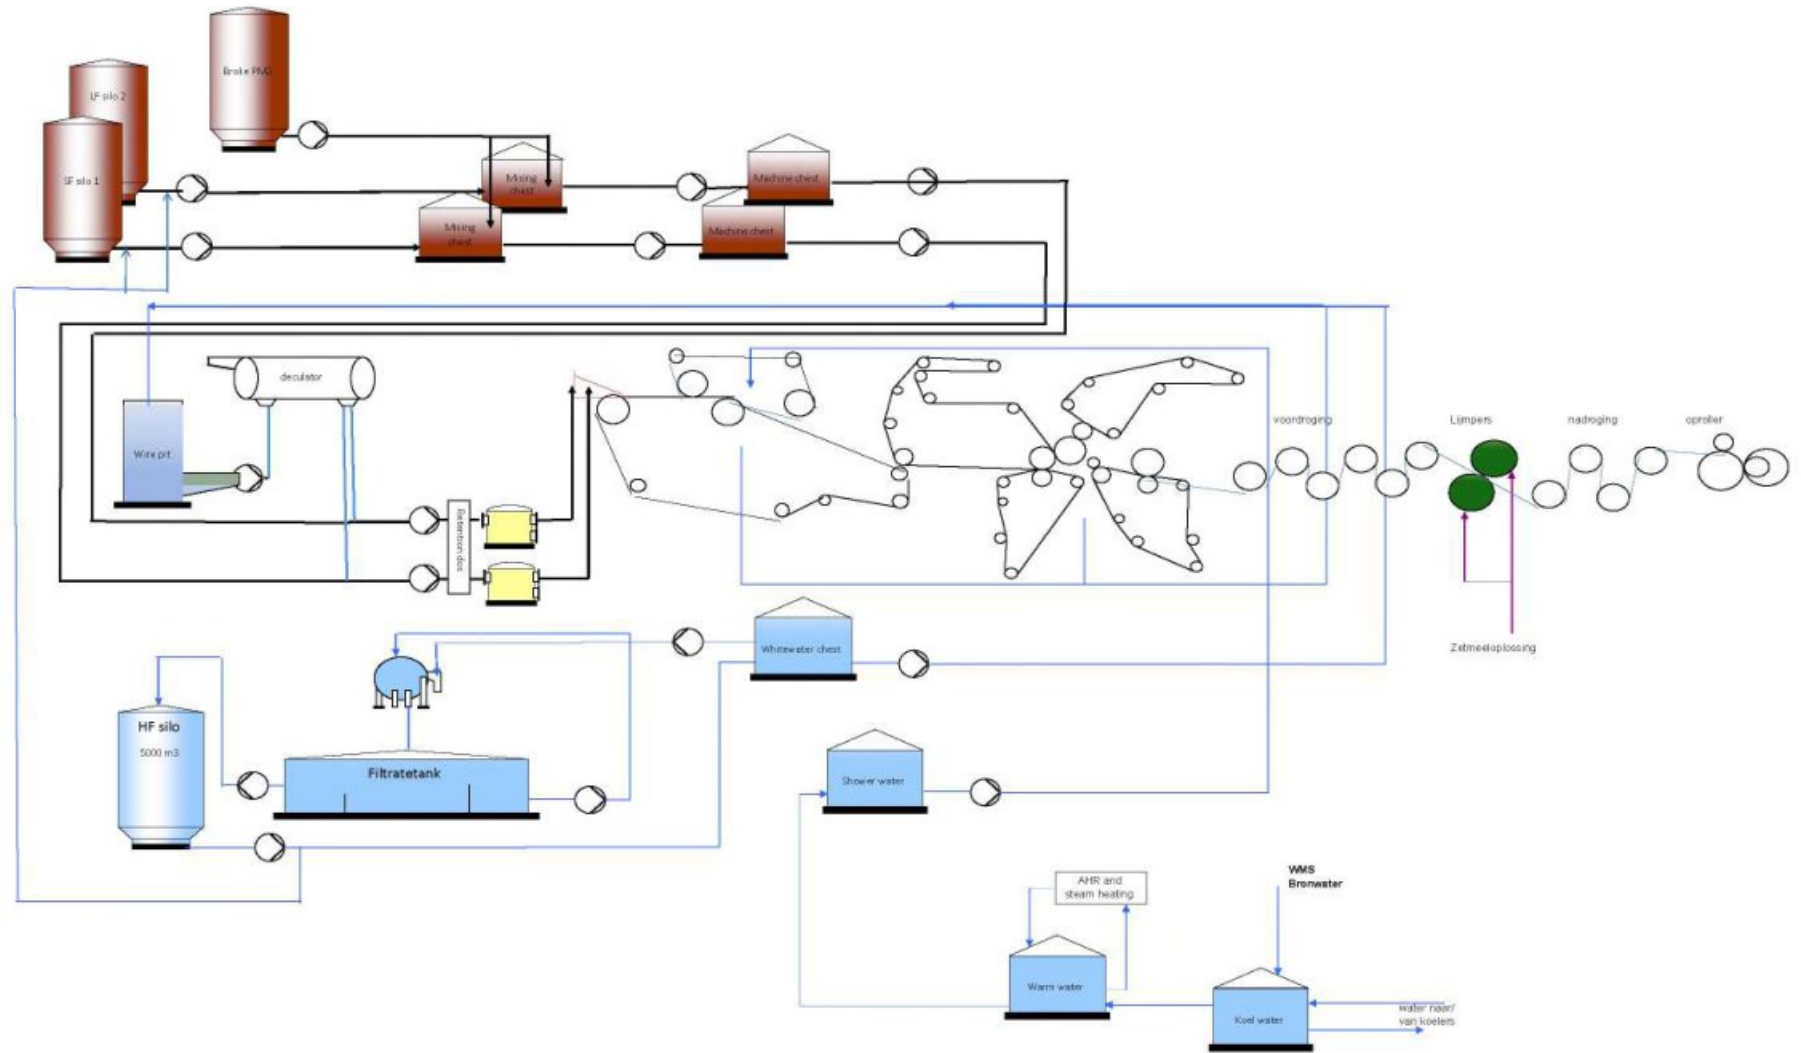 Broke PM2
LF silo 2
SF silo 1
Mixing
chest
Machine chest
Mixing
chest
Machine chest
deculator
Wire pit
Retention dos
voordroging
Lijmpers
nadroging
oproller
Zetmeeloplossing
Whitewater chest
HF silo
5000 m3
Filtratetank
Shower water
AHR and
steam heating
WMS
Bronwater
Warm water
Koel water
water naar/
van koelers